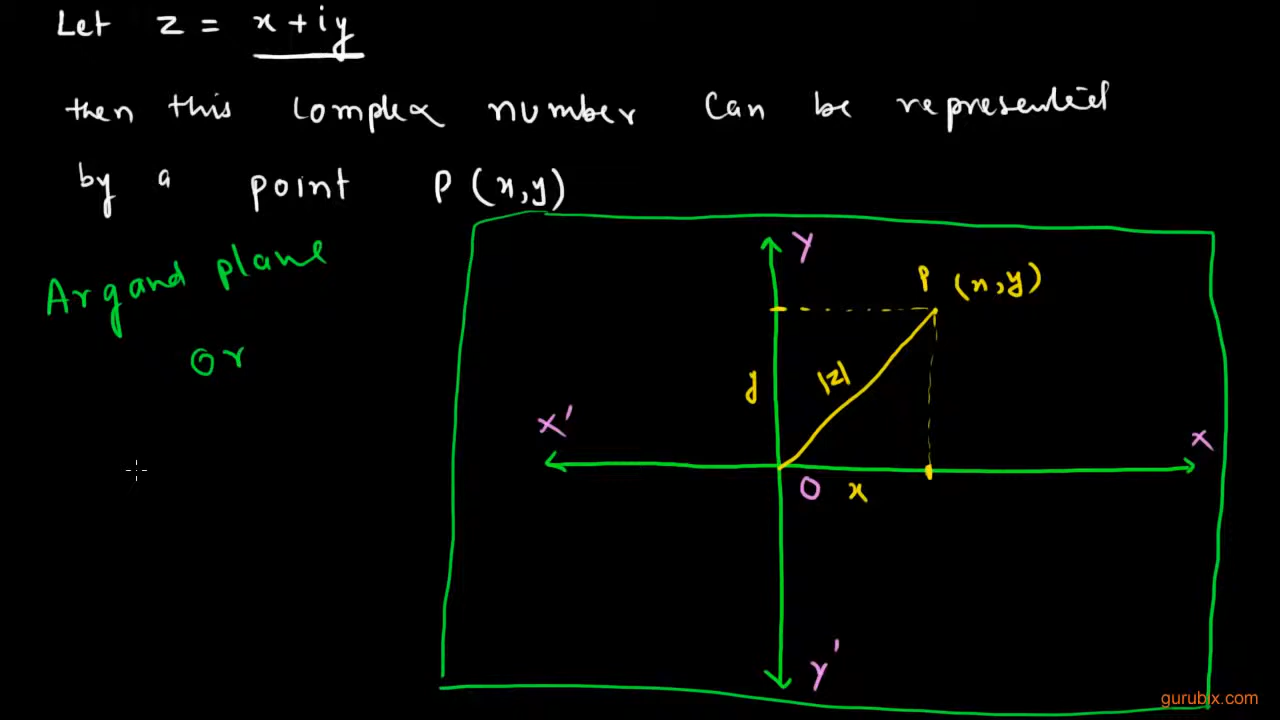 Let z = x + iy
then this complex number can be represented
by a point P (x,y)
Argand plane
Or
Y
P (x,y)
|z|
y
X'
X
O x
Y'
gurubix.com